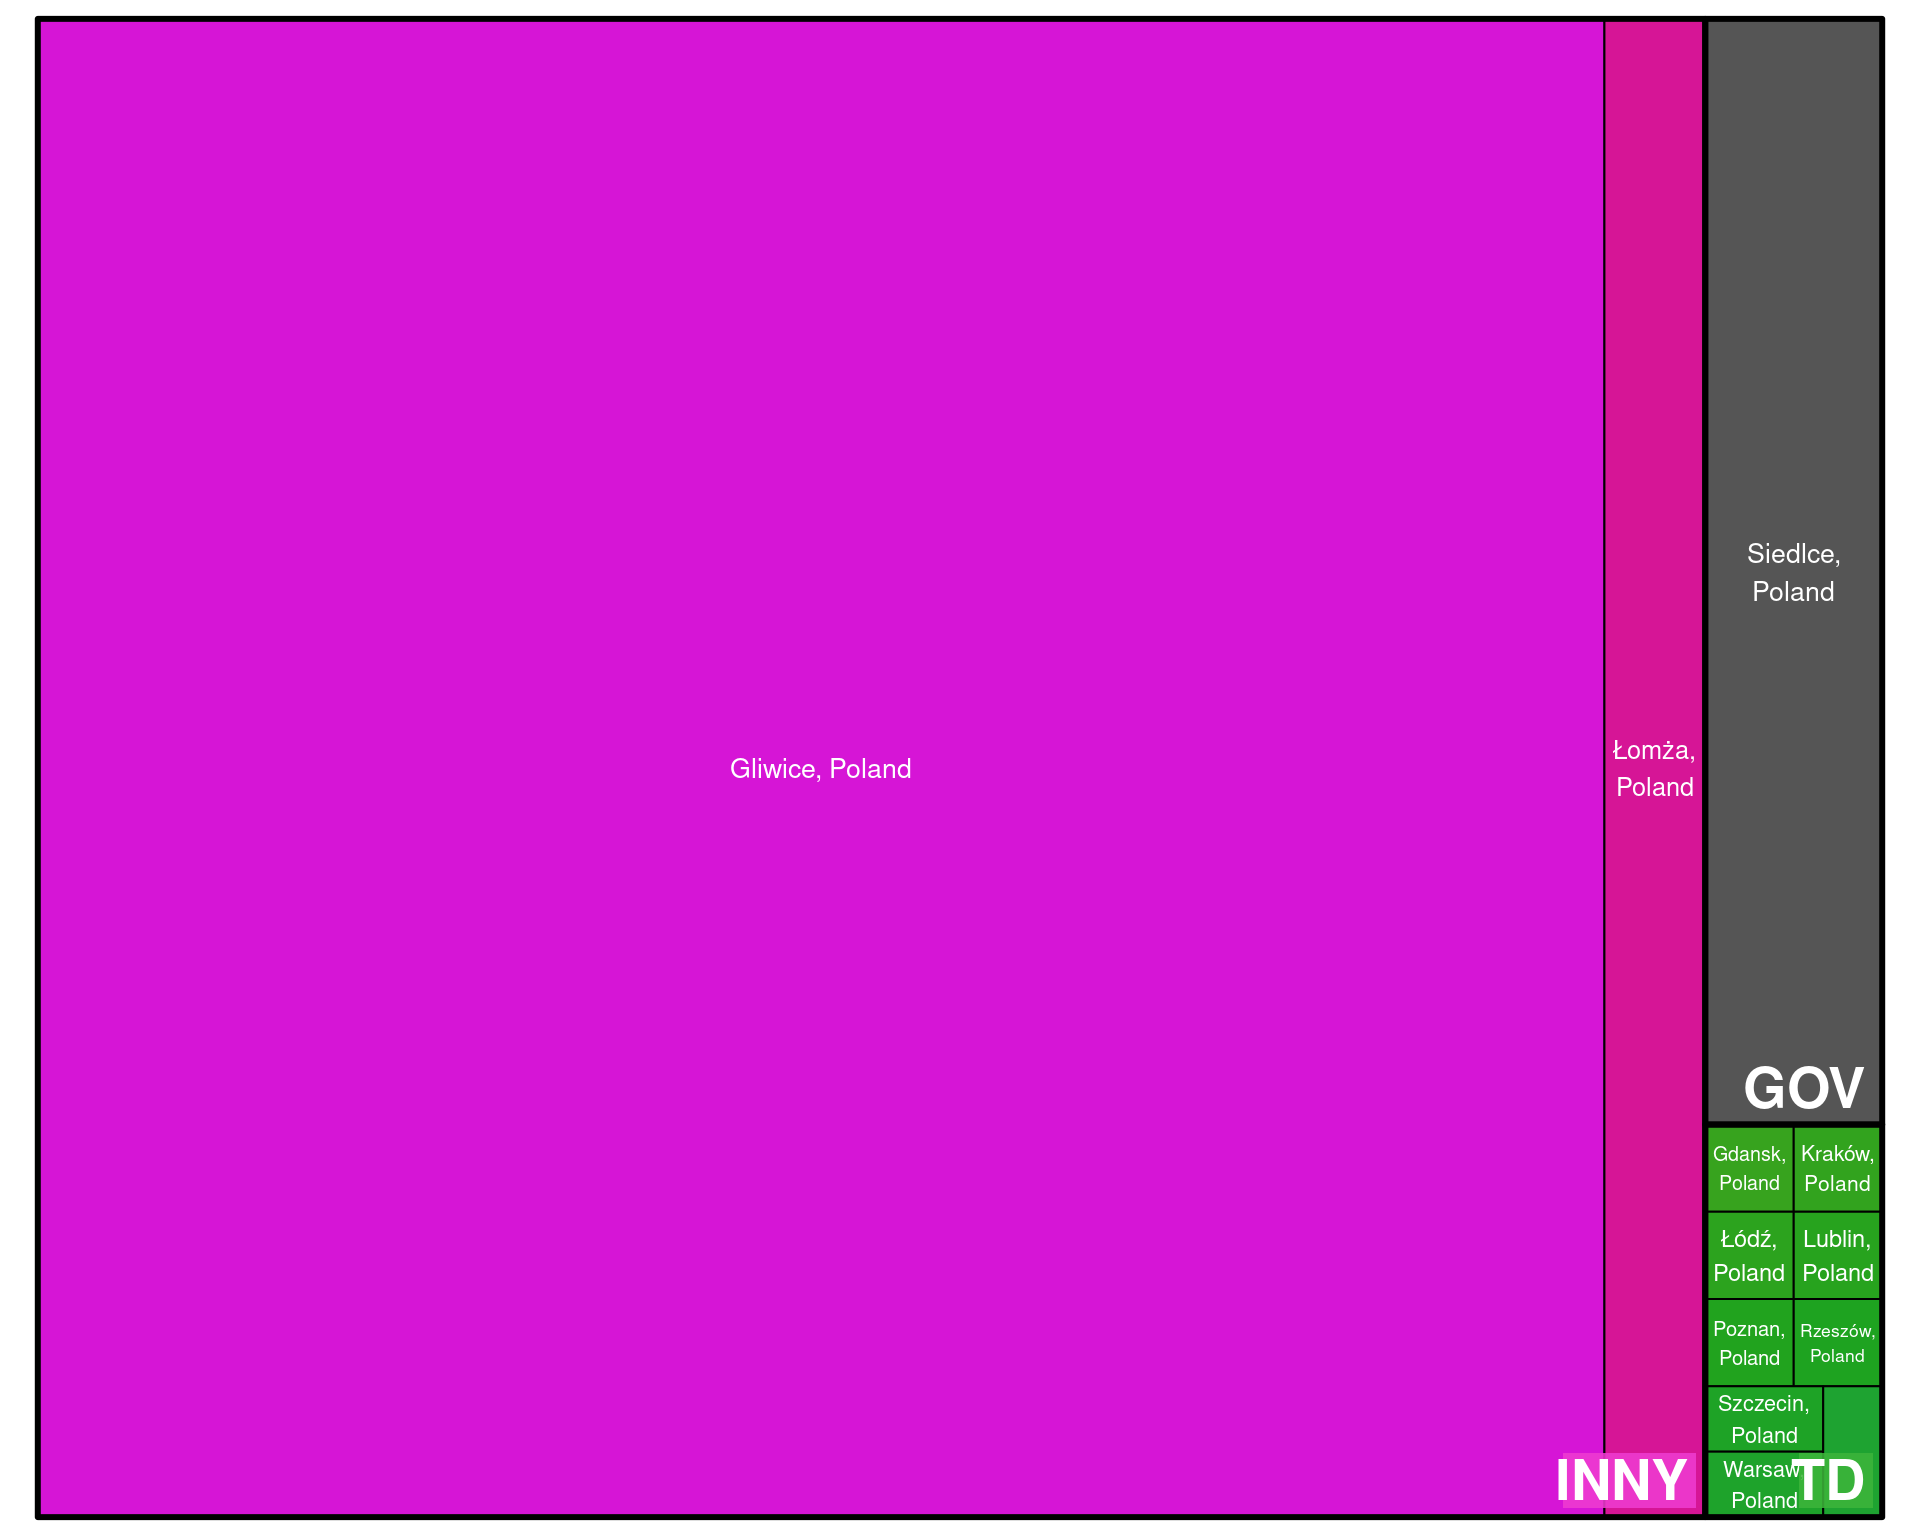 Gliwice, Poland
Łomża,
Poland
INNY
Siedlce,
Poland
GOV
Gdansk,
Poland
Kraków,
Poland
Łódź,
Poland
Lublin,
Poland
Poznan,
Poland
Rzeszów,
Poland
Szczecin,
Poland
Warsaw
Poland
TD